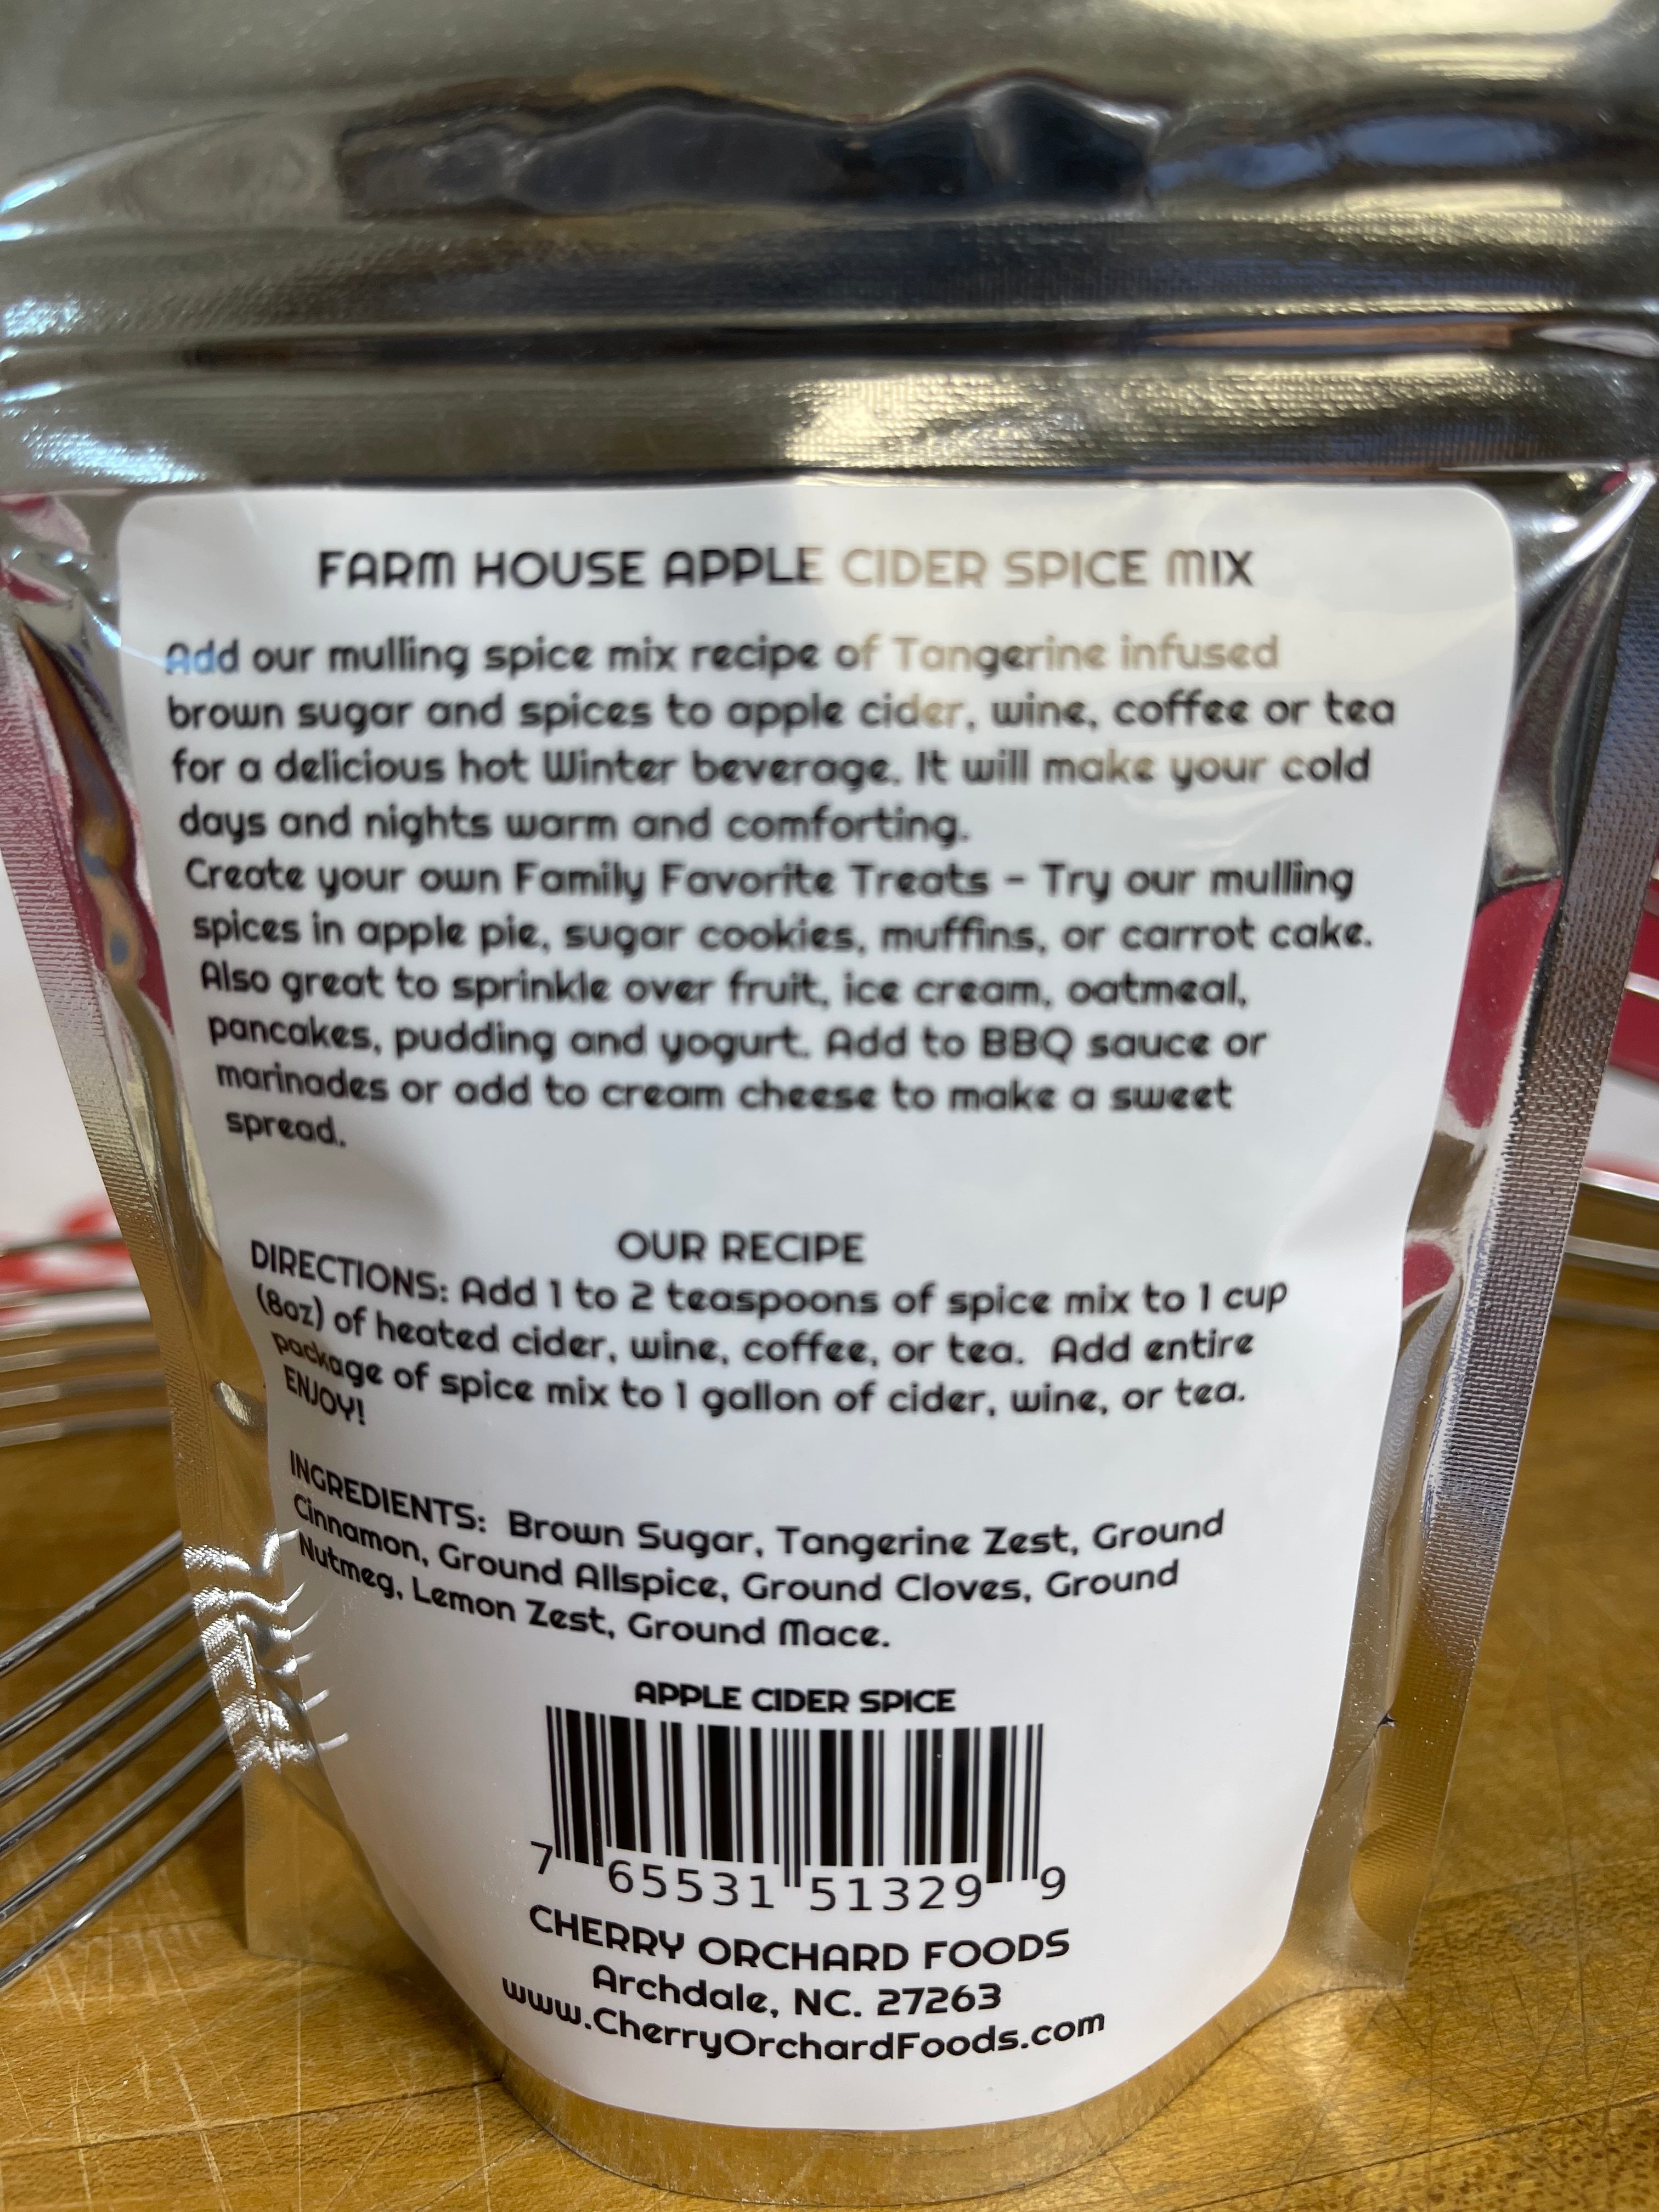 FARM HOUSE APPLE CIDER SPICE MIX
Add our mulling spice mix recipe of Tangerine infused
brown sugar and spices to apple cider, wine, coffee or tea
for a delicious hot Winter beverage. It will make your cold
days and nights warm and comforting.
Create your own Family Favorite Treats - Try our mulling
spices in apple pie, sugar cookies, muffins, or carrot cake.
Also great to sprinkle over fruit, ice cream, oatmeal,
pancakes, pudding and yogurt. Add to BBQ sauce or
marinades or add to cream cheese to make a sweet
spread.
OUR RECIPE
DIRECTIONS: Add 1 to 2 teaspoons of spice mix to 1 cup
(8oz) of heated cider, wine, coffee, or tea. Add entire
package of spice mix to 1 gallon of cider, wine, or tea.
ENJOY!
INGREDIENTS: Brown Sugar, Tangerine Zest, Ground
Cinnamon, Ground Allspice, Ground Cloves, Ground
Nutmeg, Lemon Zest, Ground Mace.
APPLE CIDER SPICE
7 65531 51329 9
CHERRY ORCHARD FOODS
Archdale, NC. 27263
www.CherryOrchardFoods.com